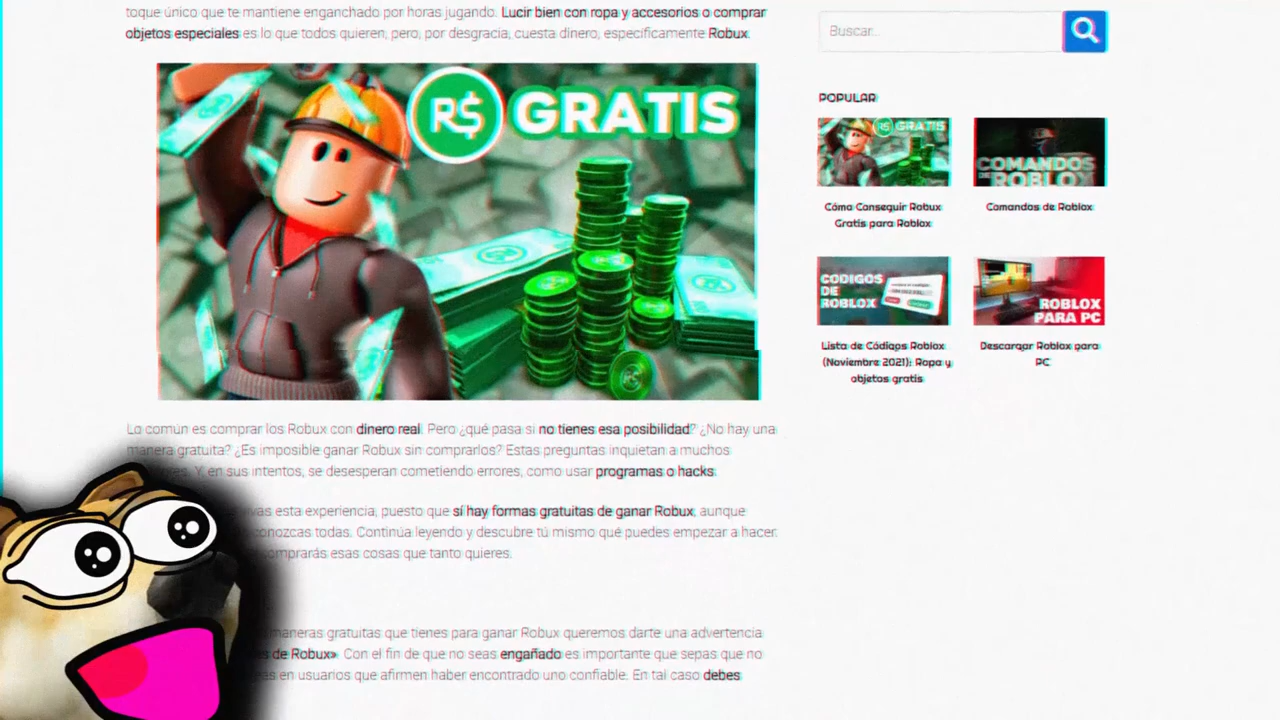 toque único que te mantiene enganchado por horas jugando. Lucir bien con ropa y accesorios o comprar
objetos especiales es lo que todos quieren; pero, por desgracia, cuesta dinero, específicamente Robux.
R$ GRATIS
Lo común es comprar los Robux con dinero real. Pero ¿qué pasa si no tienes esa posibilidad? ¿No hay una
manera gratuita? ¿Es imposible ganar Robux sin comprarlos? Estas preguntas inquietan a muchos
Y, en sus intentos, se desesperan cometiendo errores, como usar programas o hacks.
esta experiencia, puesto que sí hay formas gratuitas de ganar Robux, aunque
conozcas todas. Continúa leyendo y descubre tú mismo qué puedes empezar a hacer.
comprarás esas cosas que tanto quieres.
maneras gratuitas que tienes para ganar Robux queremos darte una advertencia
de Robux». Con el fin de que no seas engañado es importante que sepas que no
en usuarios que afirmen haber encontrado uno confiable. En tal caso debes
Buscar...
POPULAR
R$ GRATIS
Cómo Conseguir Robux
Gratis para Roblox
COMANDOS
DE ROBLOX
Comandos de Roblox
CODIGOS
DE
ROBLOX
Lista de Códigos Roblox
(Noviembre 2021): Ropa y
objetos gratis
ROBLOX
PARA PC
Descargar Roblox para
PC